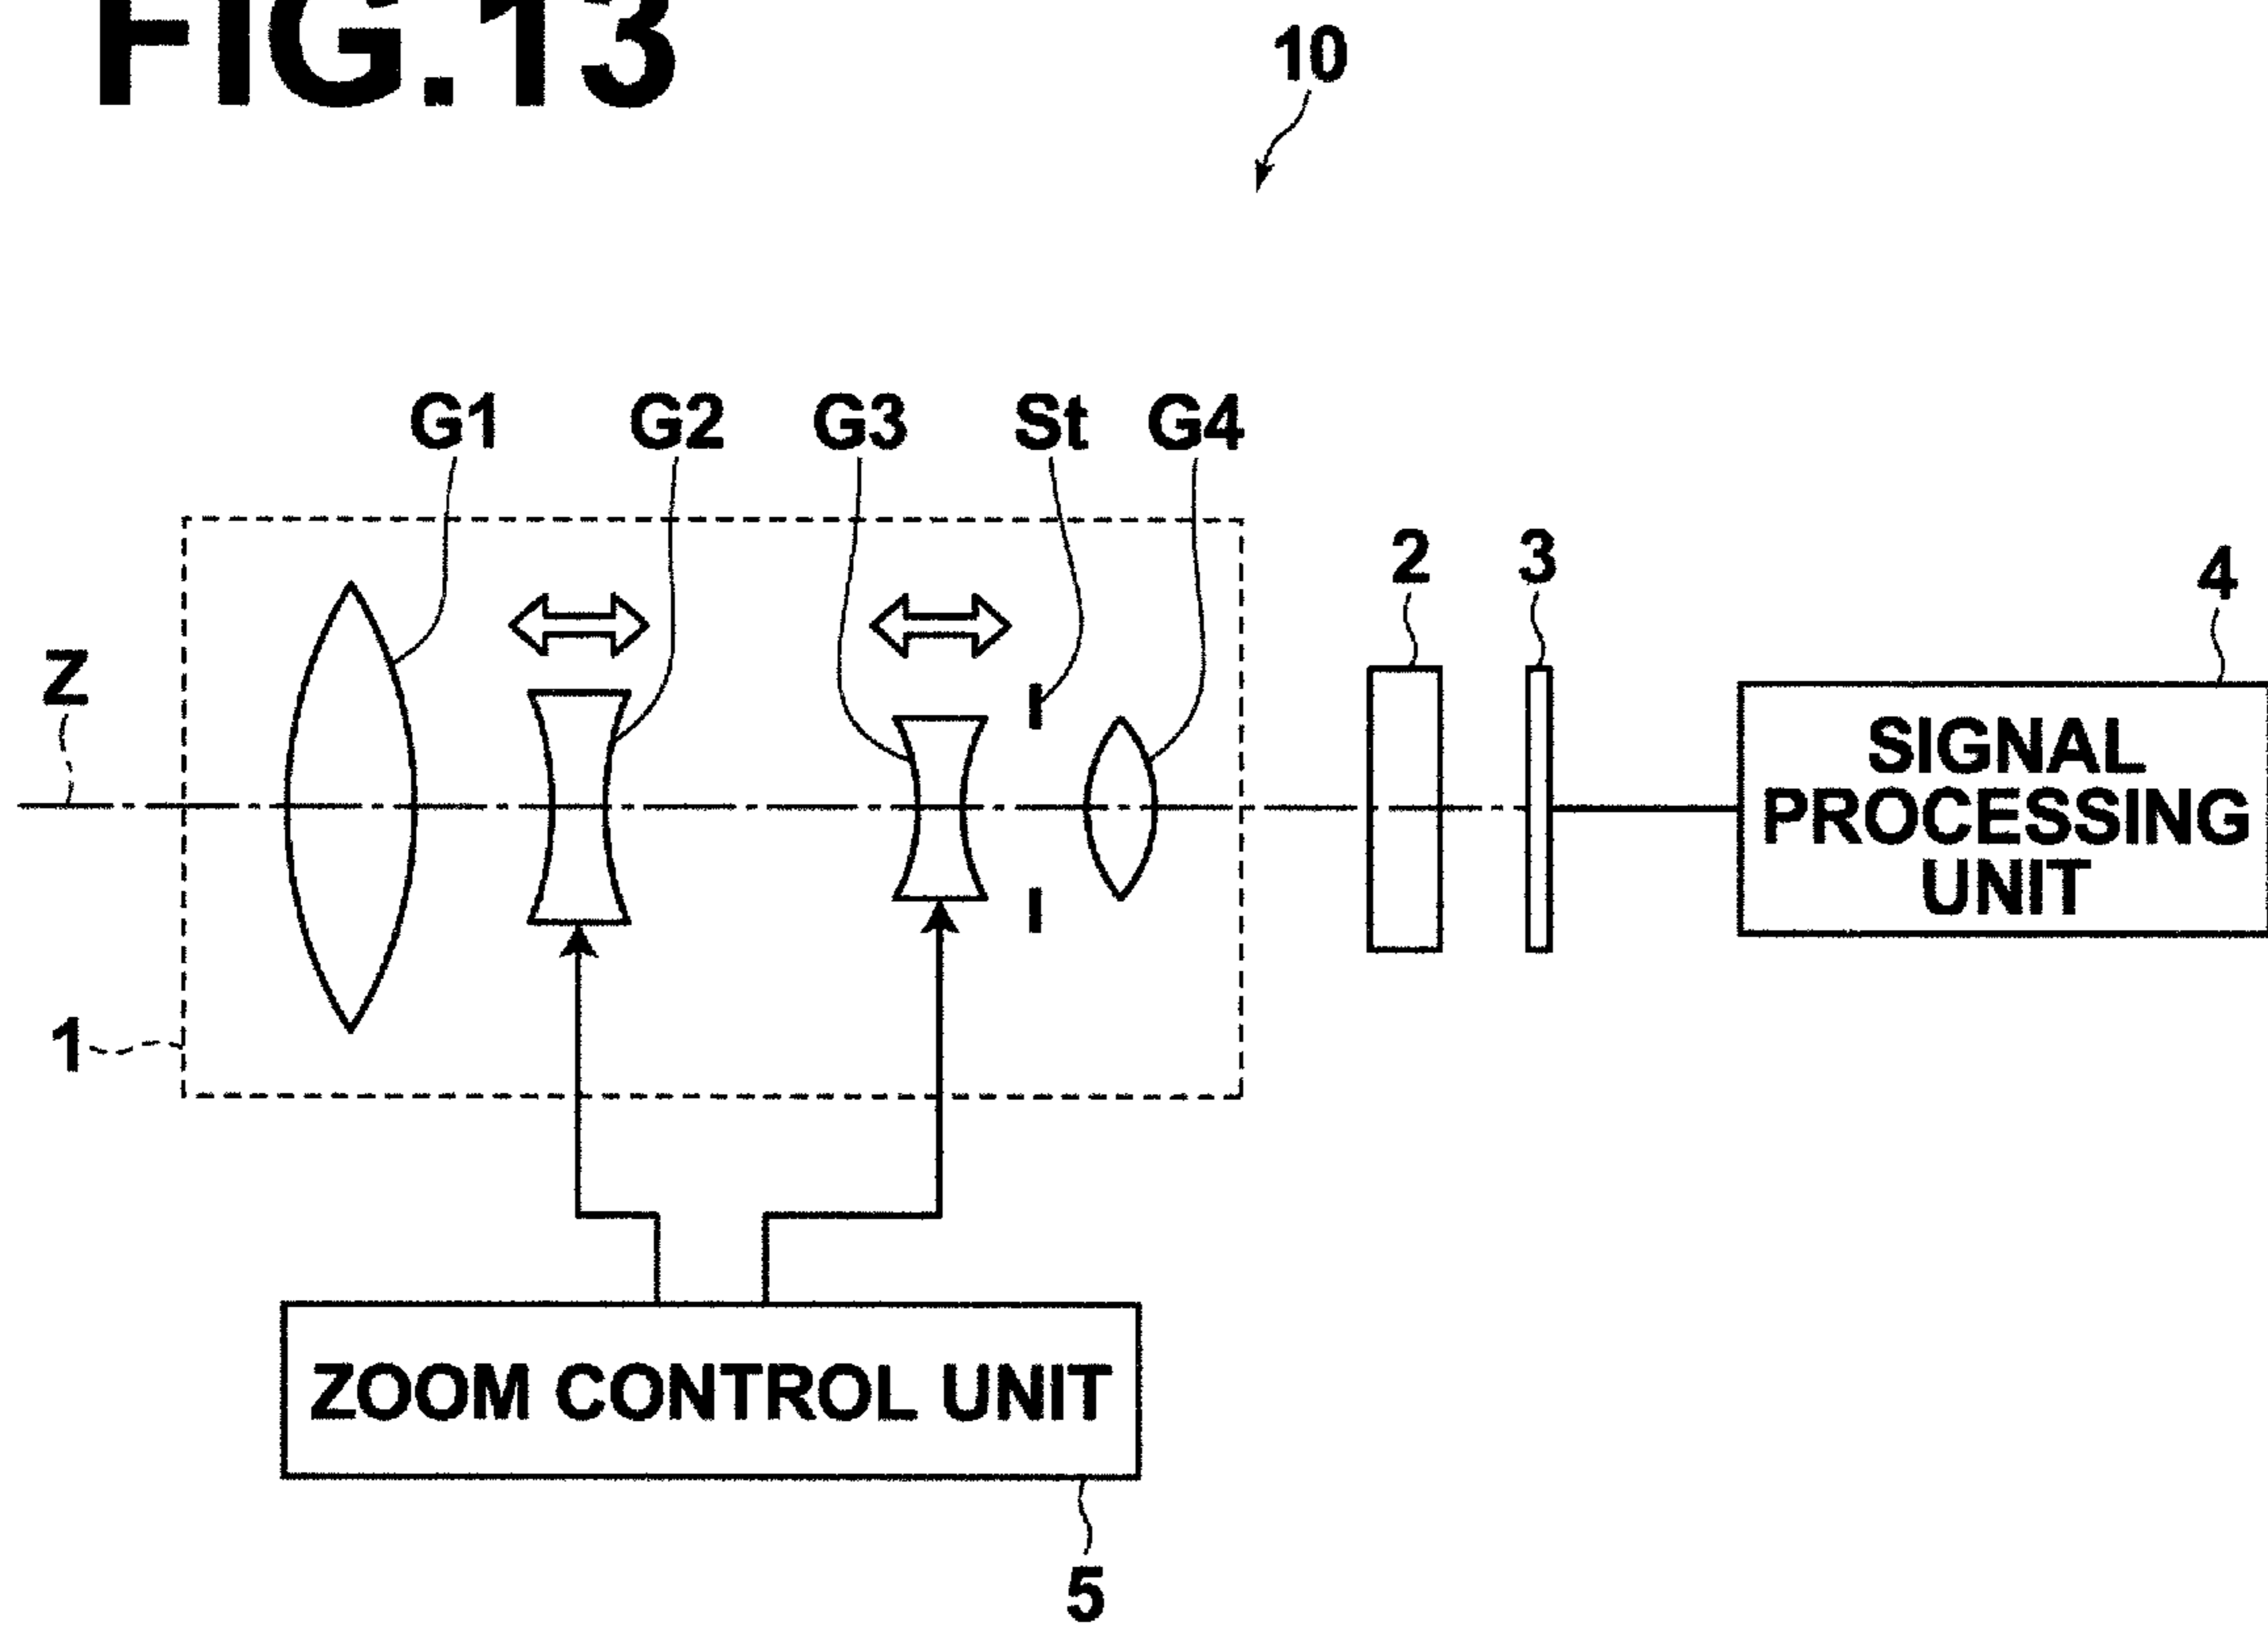 FIG.13
10
G1 G2 G3 St G4
2 3 4
Z
SIGNAL
PROCESSING
UNIT
1
ZOOM CONTROL UNIT
5